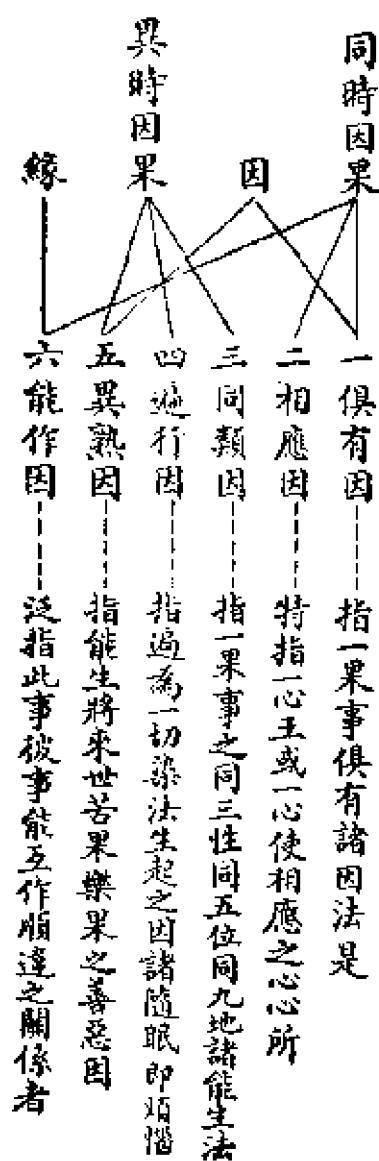 同時因果
因
異時因果
緣
一俱有因------指一果事俱有諸因法是
二相應因------特指一心王或一心使相應之心心所
三同類因------指一果事之同三性同五位同九地諸能生法
四遍行因------指遍為一切染法生起之因諸隨眠即煩惱
五異熟因------指能生將來世苦果樂果之善惡因
六能作因------泛指此事彼事能互作順違之關係者